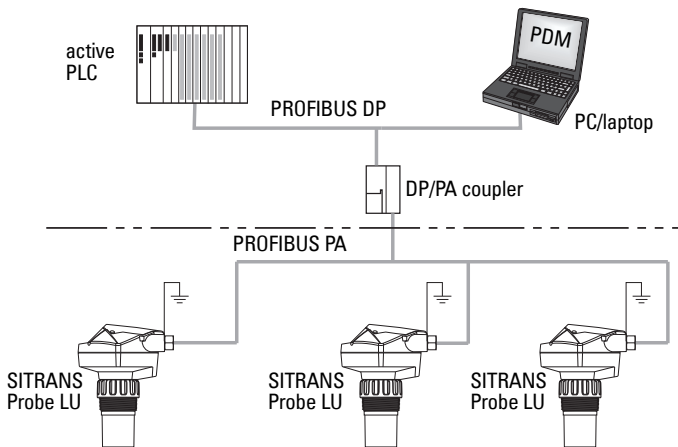 active
PLC
PDM
PROFIBUS DP
PC/laptop
DP/PA coupler
PROFIBUS PA
SITRANS
Probe LU
SITRANS
Probe LU
SITRANS
Probe LU